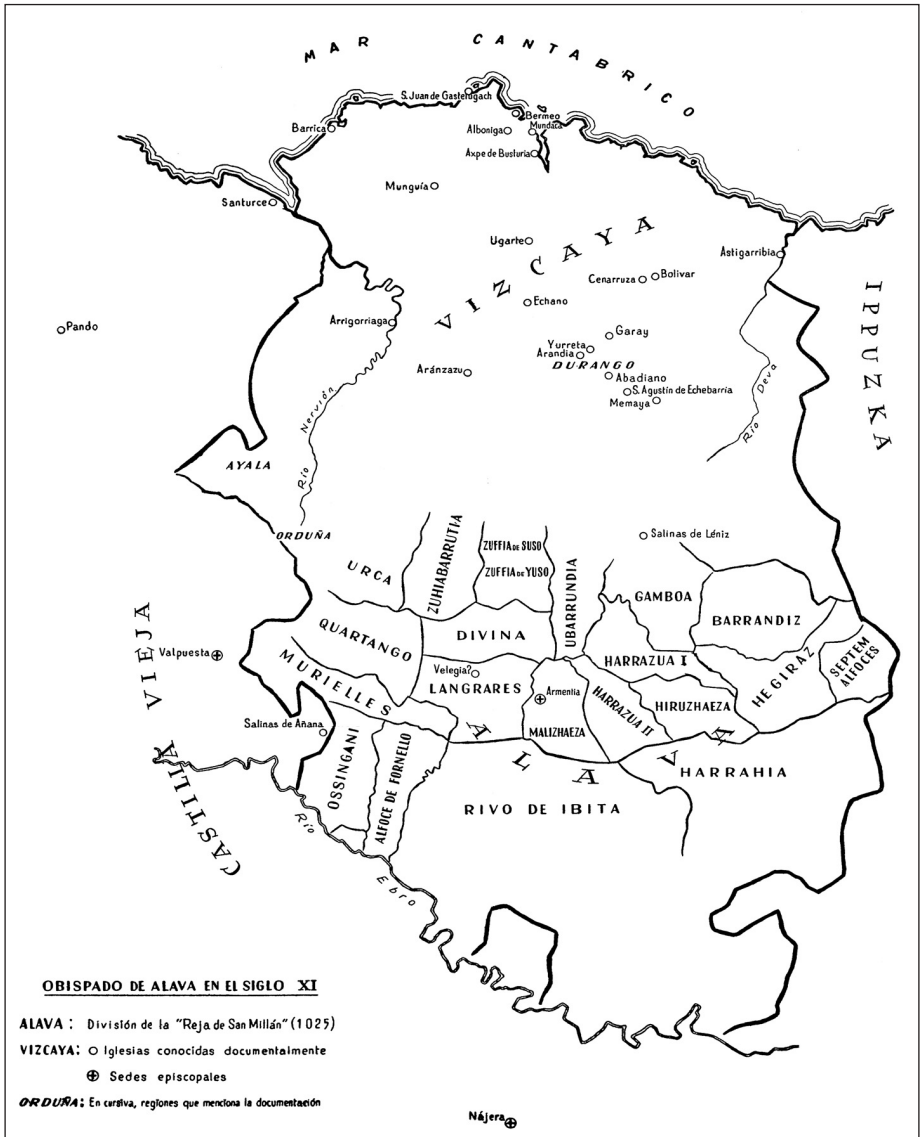 MAR CANTABRICO
S. Juan de Gastelugach
Bermeo
Mundaca
Barrica
Alboniga
Axpe de Busturia
Munguía
Santurce
Ugarte
VIZCAYA
Astigarribia
Cenarruza
Bolivar
Echano
IPPUZKA
Pando
Arrigorriaga
Garay
Yurreta
Arandia
DURANGO
Aránzazu
Abadiano
S. Agustín de Echebarria
Memaya
Río Nervión
Río Deva
AYALA
ORDUÑA
Salinas de Léniz
URCA
ZUHIABARRUTIA
ZUFFIA DE SUSO
ZUFFIA DE YUSO
UBARRUNDIA
GAMBOA
BARRANDIZ
QUARTANGO
DIVINA
HARRAZUA I
HEGIRAZ
SEPTEM ALFOCES
Valpuesta
MURIELLES
Velegia?
LANGRARES
Armentia
HARRAZUA II
HIRUZHAEZA
MALIZHAEZA
Salinas de Añana
CASTILLA VIEJA
OSSINGANI
ALFOCE DE FORNELLO
ALAVA
HARRAHIA
RIVO DE IBITA
Río Ebro
OBISPADO DE ALAVA EN EL SIGLO XI
ALAVA: División de la "Reja de San Millán" (1025)
VIZCAYA: O Iglesias conocidas documentalmente
⊕ Sedes episcopales
ORDUÑA: En cursiva, regiones que menciona la documentación
Nájera